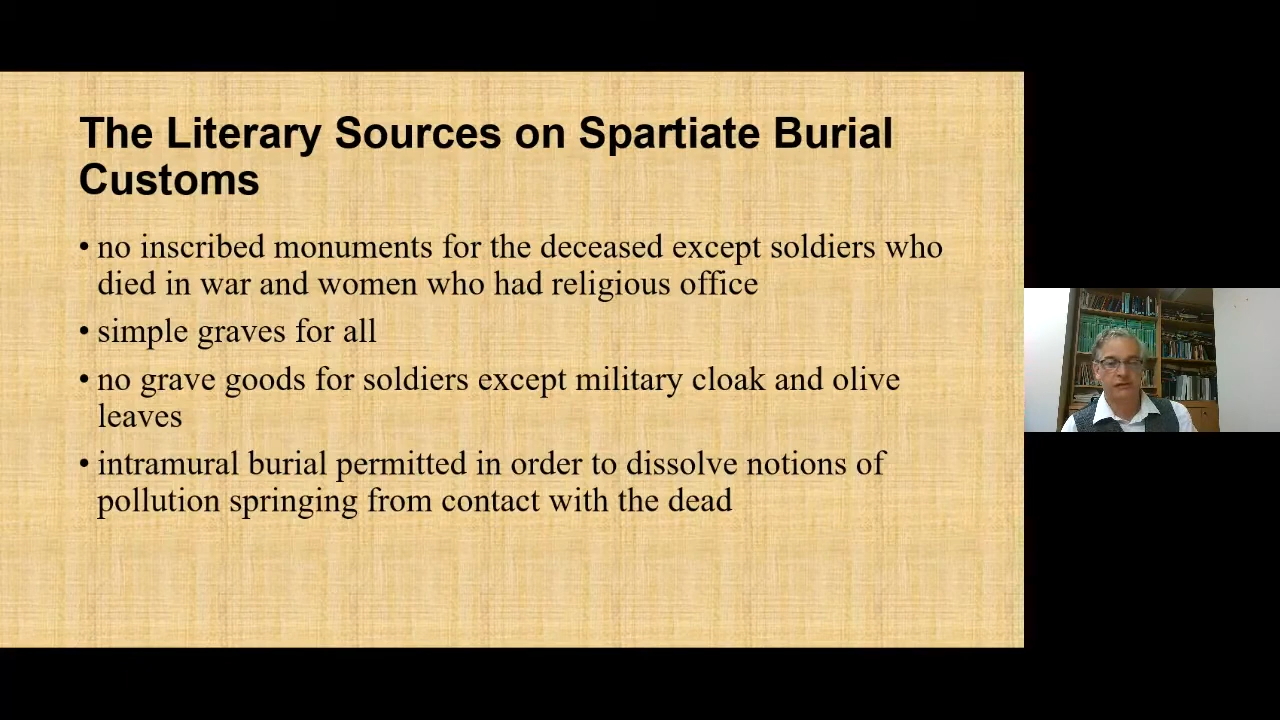 The Literary Sources on Spartiate Burial
Customs
• no inscribed monuments for the deceased except soldiers who
died in war and women who had religious office
• simple graves for all
• no grave goods for soldiers except military cloak and olive
leaves
• intramural burial permitted in order to dissolve notions of
pollution springing from contact with the dead